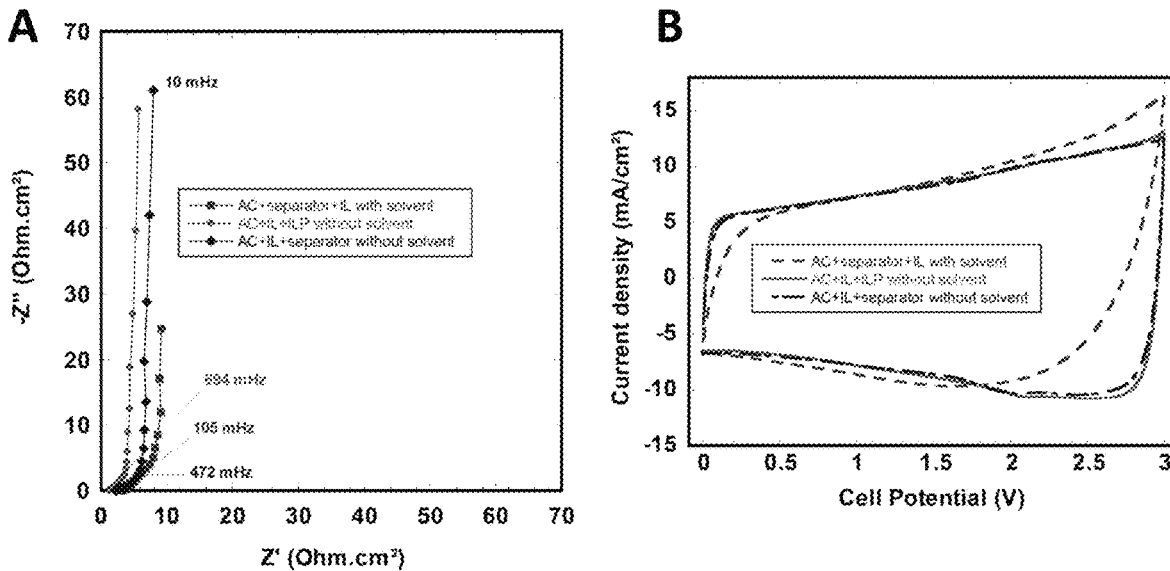 A
70
60
50
40
30
20
10
0
-Z'' (Ohm.cm²)
10 mHz
AC+separator+IL with solvent
AC+IL+ILP without solvent
AC+IL+separator without solvent
694 mHz
105 mHz
472 mHz
0 10 20 30 40 50 60 70
Z' (Ohm.cm²)
B
15
10
5
0
-5
-10
-15
Current density (mA/cm²)
AC+separator+IL with solvent
AC+IL+ILP without solvent
AC+IL+separator without solvent
0 0.5 1 1.5 2 2.5 3
Cell Potential (V)